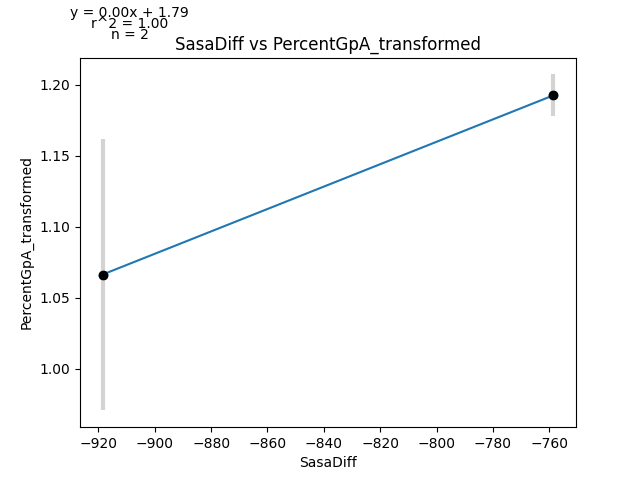 y = 0.00x + 1.79
r^2 = 1.00
n = 2
SasaDiff vs PercentGpA_transformed
1.20
1.15
1.10
1.05
1.00
PercentGpA_transformed
−920
−900
−880
−860
−840
−820
−800
−780
−760
SasaDiff